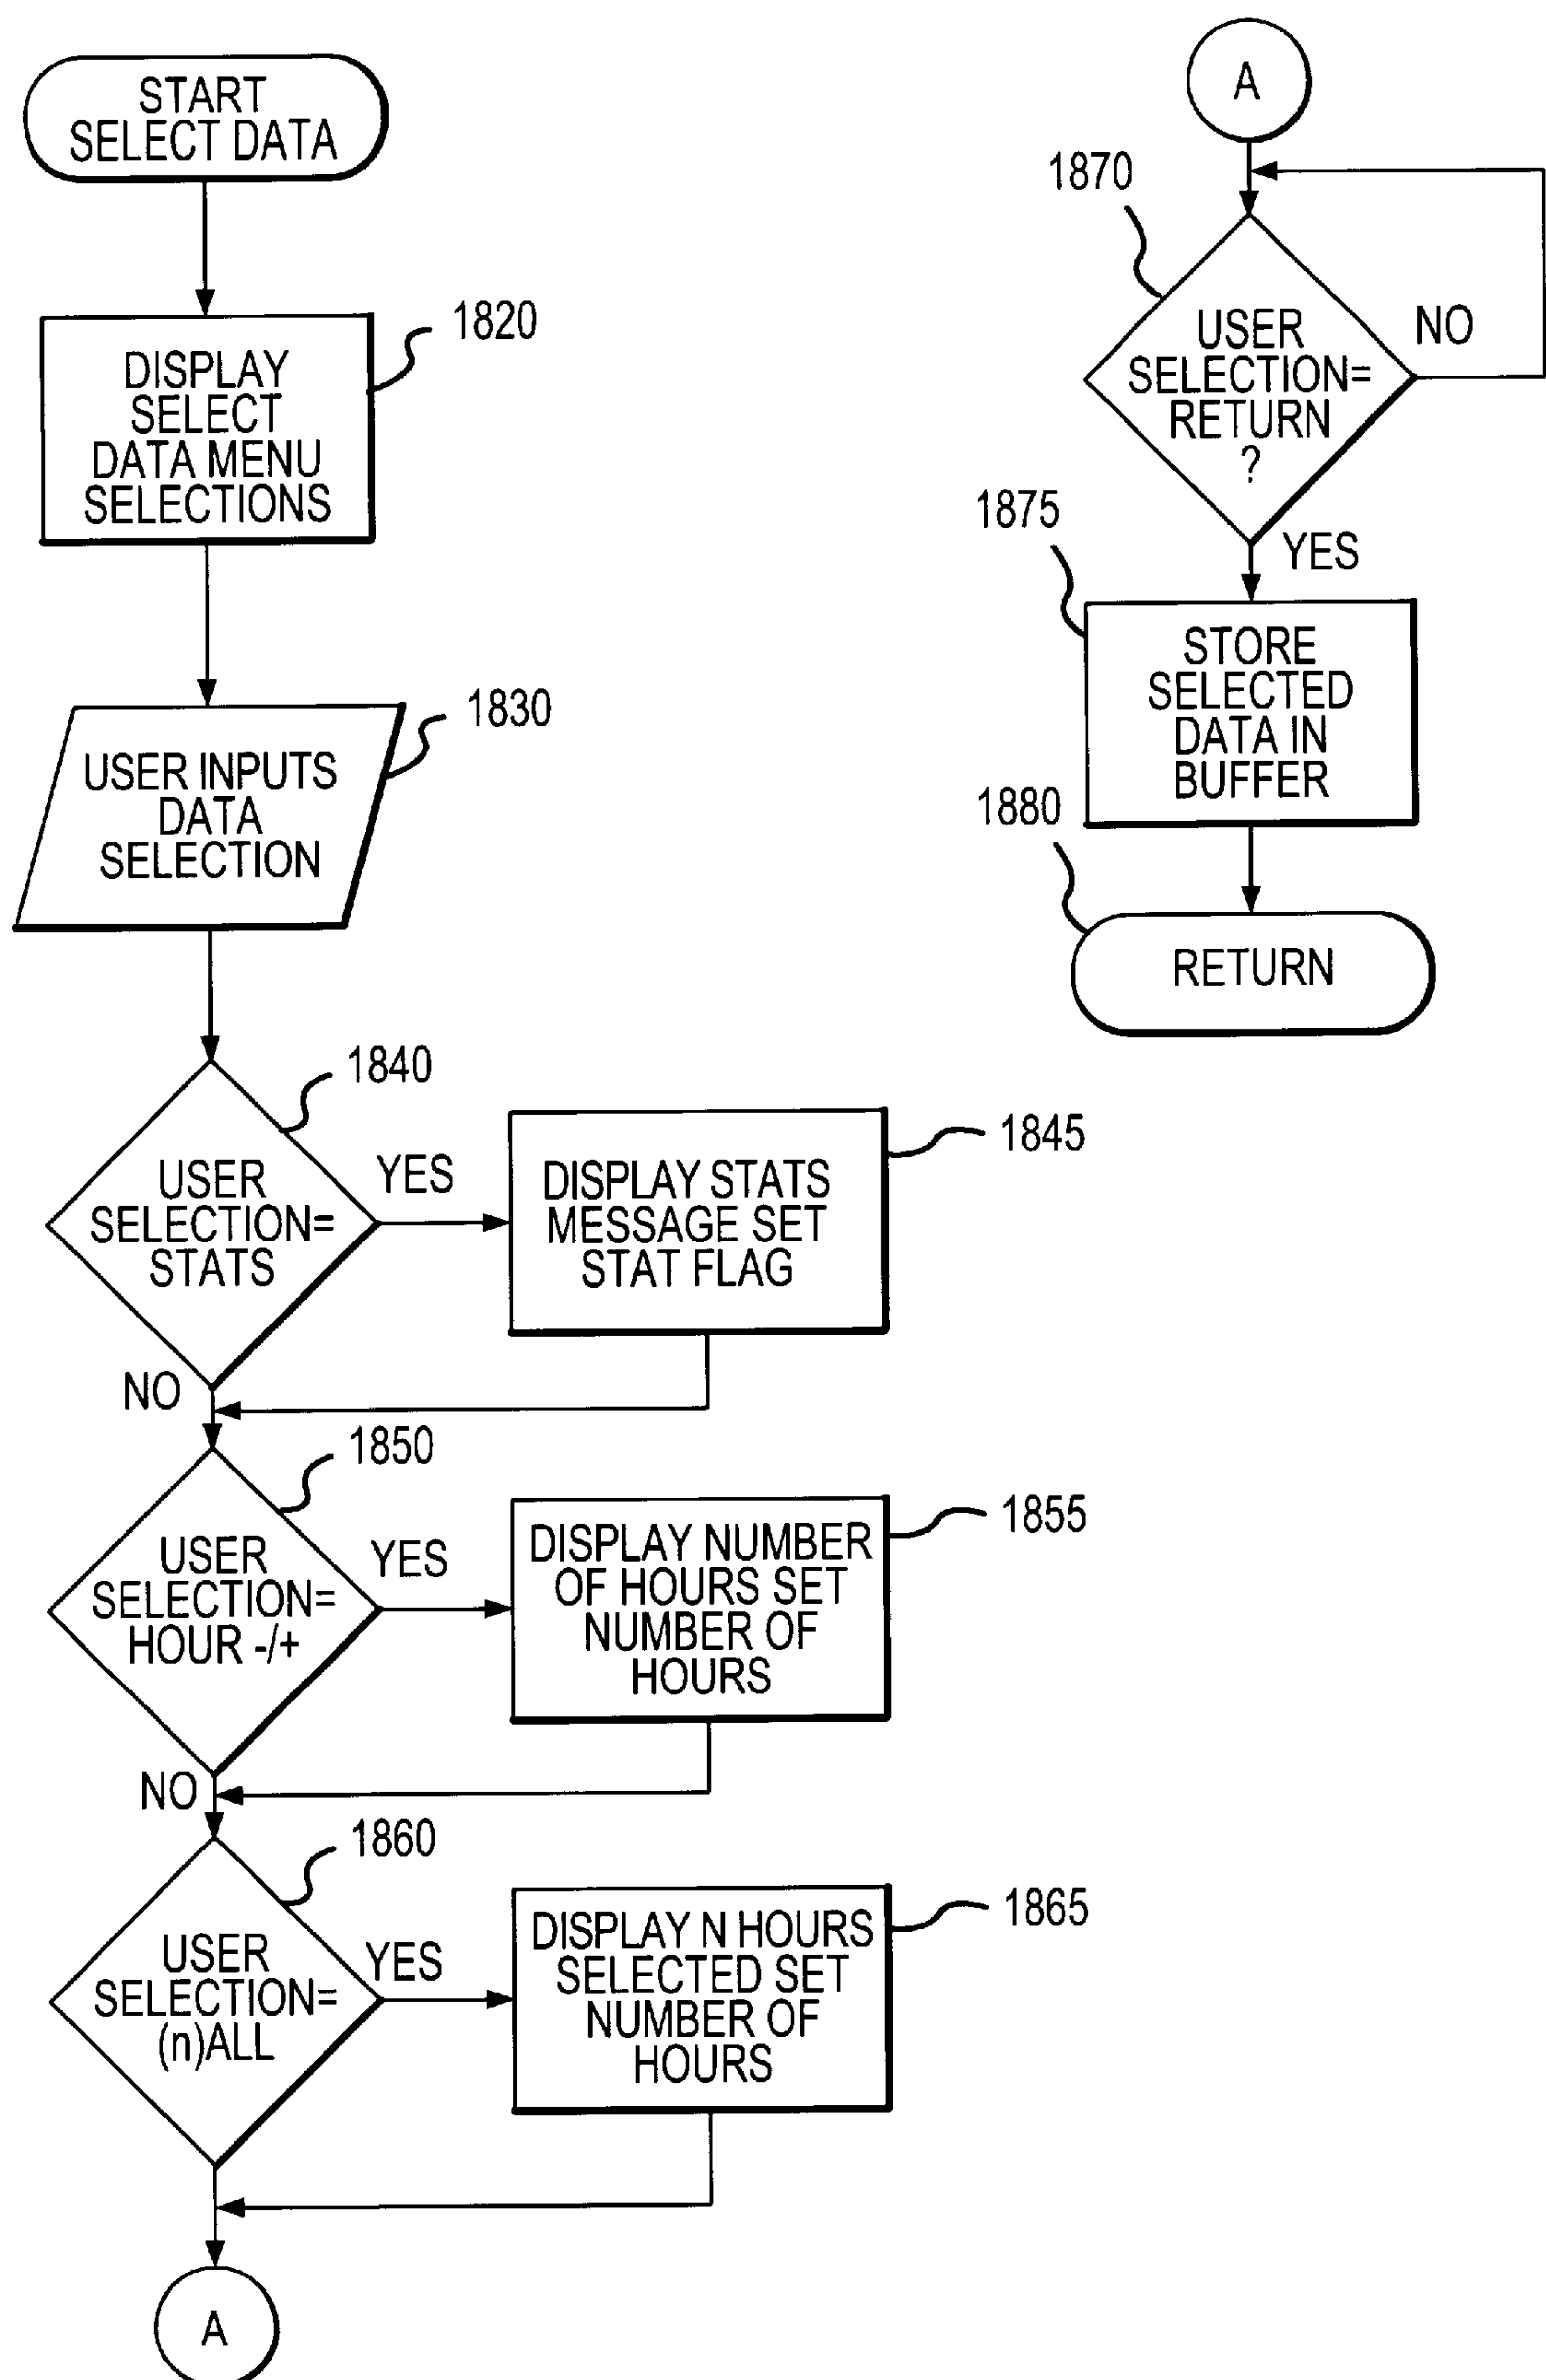 START
SELECT DATA
1820
DISPLAY
SELECT
DATA MENU
SELECTIONS
1830
USER INPUTS
DATA
SELECTION
1840
USER
SELECTION=
STATS
YES
NO
1845
DISPLAY STATS
MESSAGE SET
STAT FLAG
1850
USER
SELECTION=
HOUR -/+
YES
NO
1855
DISPLAY NUMBER
OF HOURS SET
NUMBER OF
HOURS
1860
USER
SELECTION=
(n)ALL
YES
1865
DISPLAY N HOURS
SELECTED SET
NUMBER OF
HOURS
A
A
1870
USER
SELECTION=
RETURN
?
NO
YES
1875
STORE
SELECTED
DATA IN
BUFFER
1880
RETURN